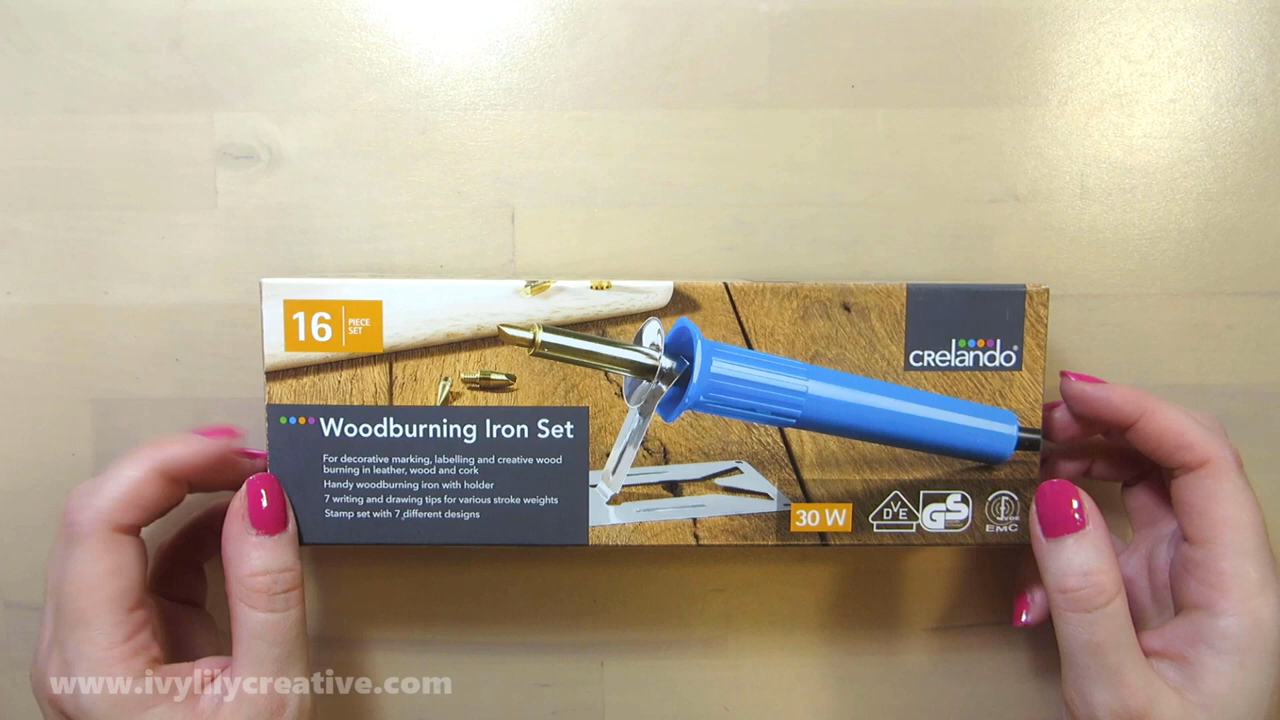 16 PIECE
SET
CRelando®
Woodburning Iron Set
For decorative marking, labelling and creative wood
burning in leather, wood and cork
Handy woodburning iron with holder
7 writing and drawing tips for various stroke weights
Stamp set with 7 different designs
30 W
DVE
GS
EMC
www.ivylilycreative.com